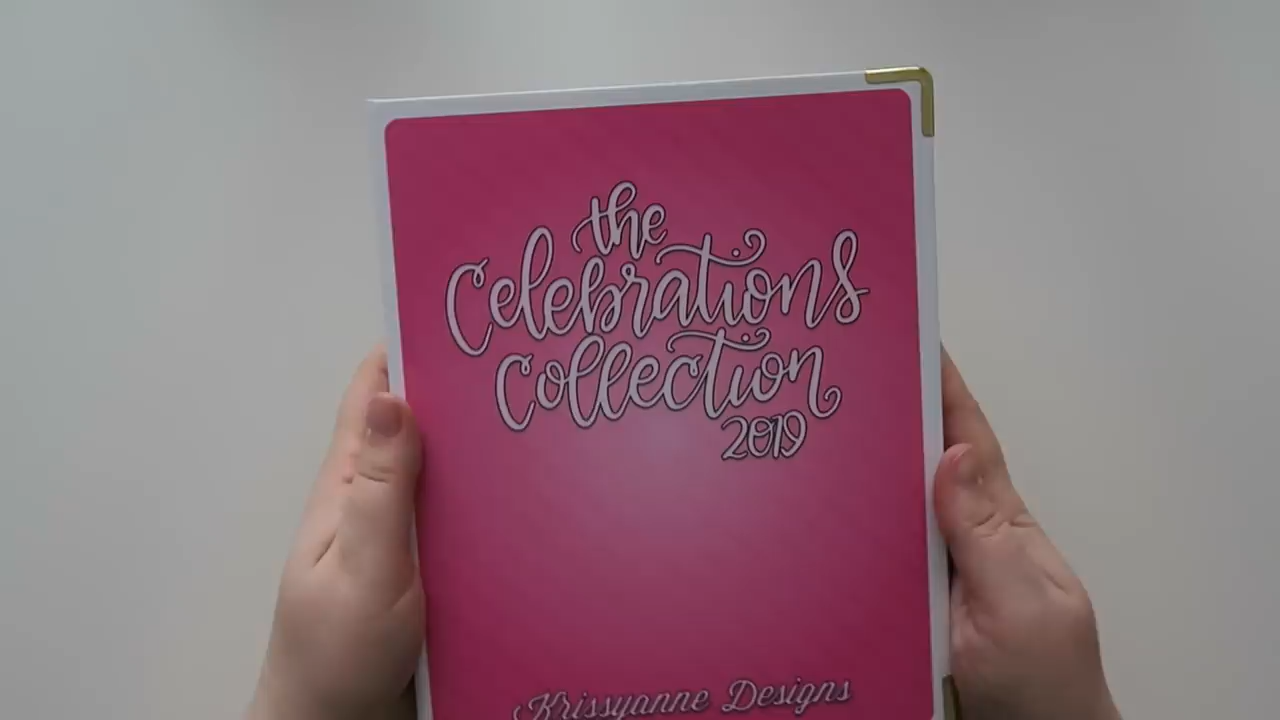 the
Celebrations
Collection
2019
Krissyanne Designs